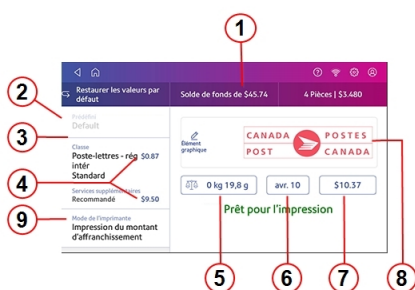 1
Restaurer les valeurs par
défaut
Solde de fonds de $45.74
4 Pièces | $3.480
2
Préréglé
Default
3
Classe
Poste-lettres - rég $0.87
intér
Standard
4
Services supplémentaires
Recommandé $9.50
9
Mode de l'imprimante
Impression du montant
d'affranchissement
Élément
graphique
CANADA POSTES
POST CANADA
0 kg 19,8 g
avr. 10
$10.37
Prêt pour l'impression
5
6
7
8